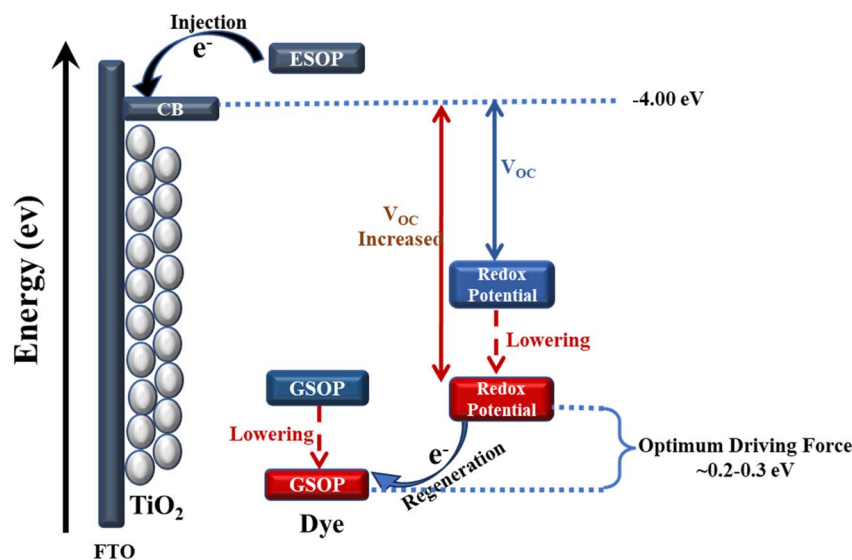 Injection
e-
ESOP
CB
-4.00 eV
Energy (ev)
VOC
VOC
Increased
Redox
Potential
Lowering
GSOP
Redox
Potential
Lowering
e-
Regeneration
Optimum Driving Force
~0.2-0.3 eV
GSOP
TiO2
Dye
FTO